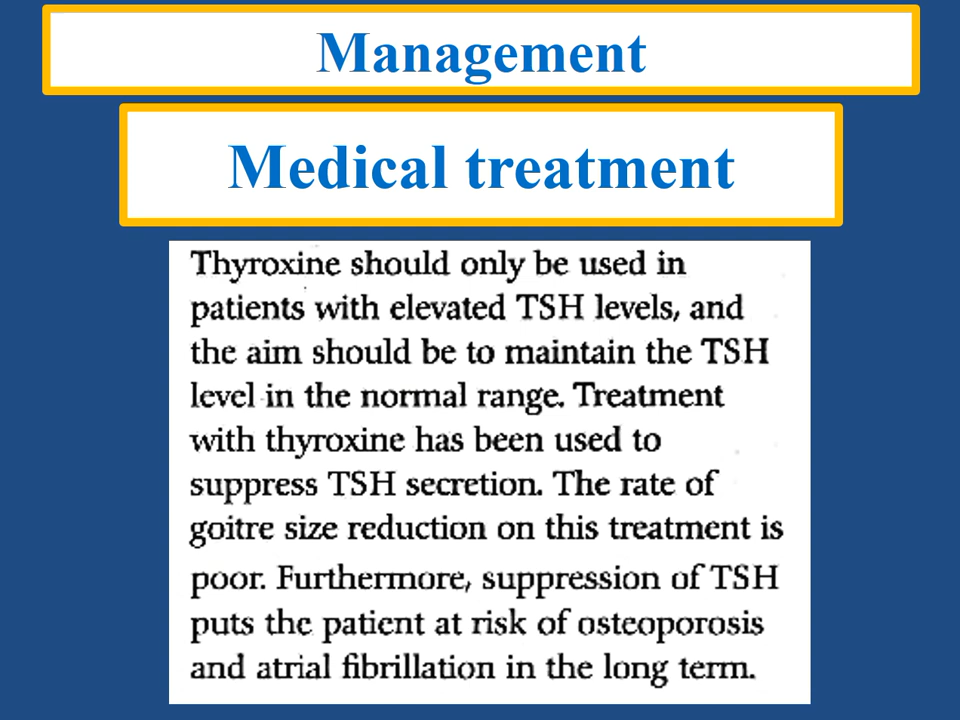 Management
Medical treatment
Thyroxine should only be used in
patients with elevated TSH levels, and
the aim should be to maintain the TSH
level in the normal range. Treatment
with thyroxine has been used to
suppress TSH secretion. The rate of
goitre size reduction on this treatment is
poor. Furthermore, suppression of TSH
puts the patient at risk of osteoporosis
and atrial fibrillation in the long term.